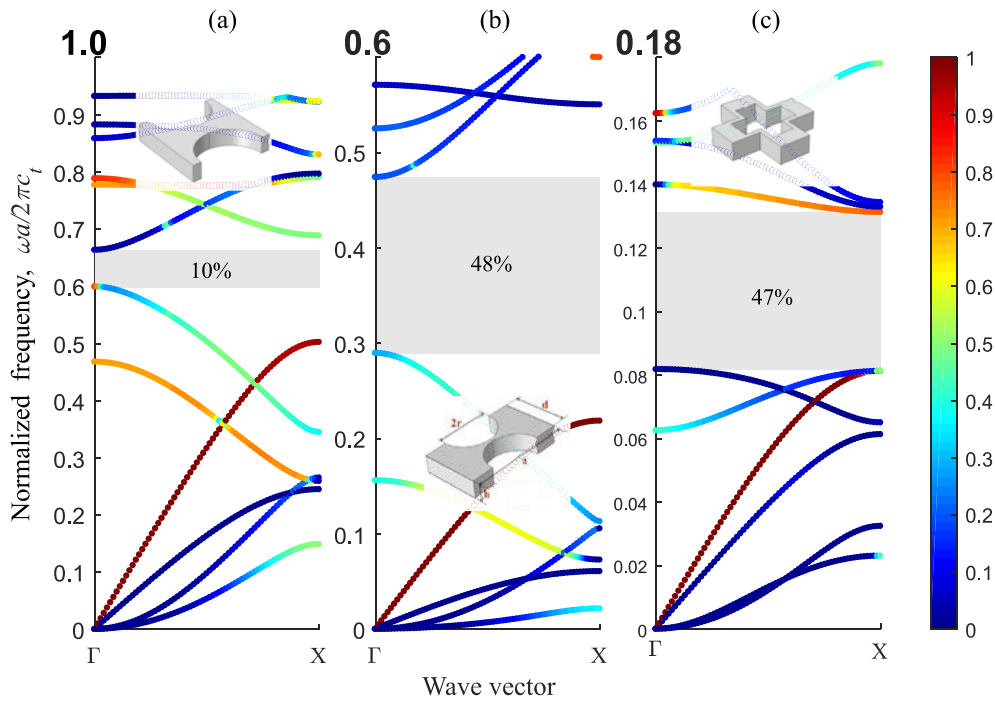 (a)
(b)
(c)
1.0
0.6
0.18
0.9
0.8
0.7
0.6
0.5
0.4
0.3
0.2
0.1
0
10%
Γ
X
0.5
0.4
0.3
0.2
0.1
0
48%
2r
d
a
h
Γ
X
0.16
0.14
0.12
0.1
0.08
0.06
0.04
0.02
0
47%
Γ
X
1
0.9
0.8
0.7
0.6
0.5
0.4
0.3
0.2
0.1
0
Normalized frequency, ωa/2πcₜ
Wave vector